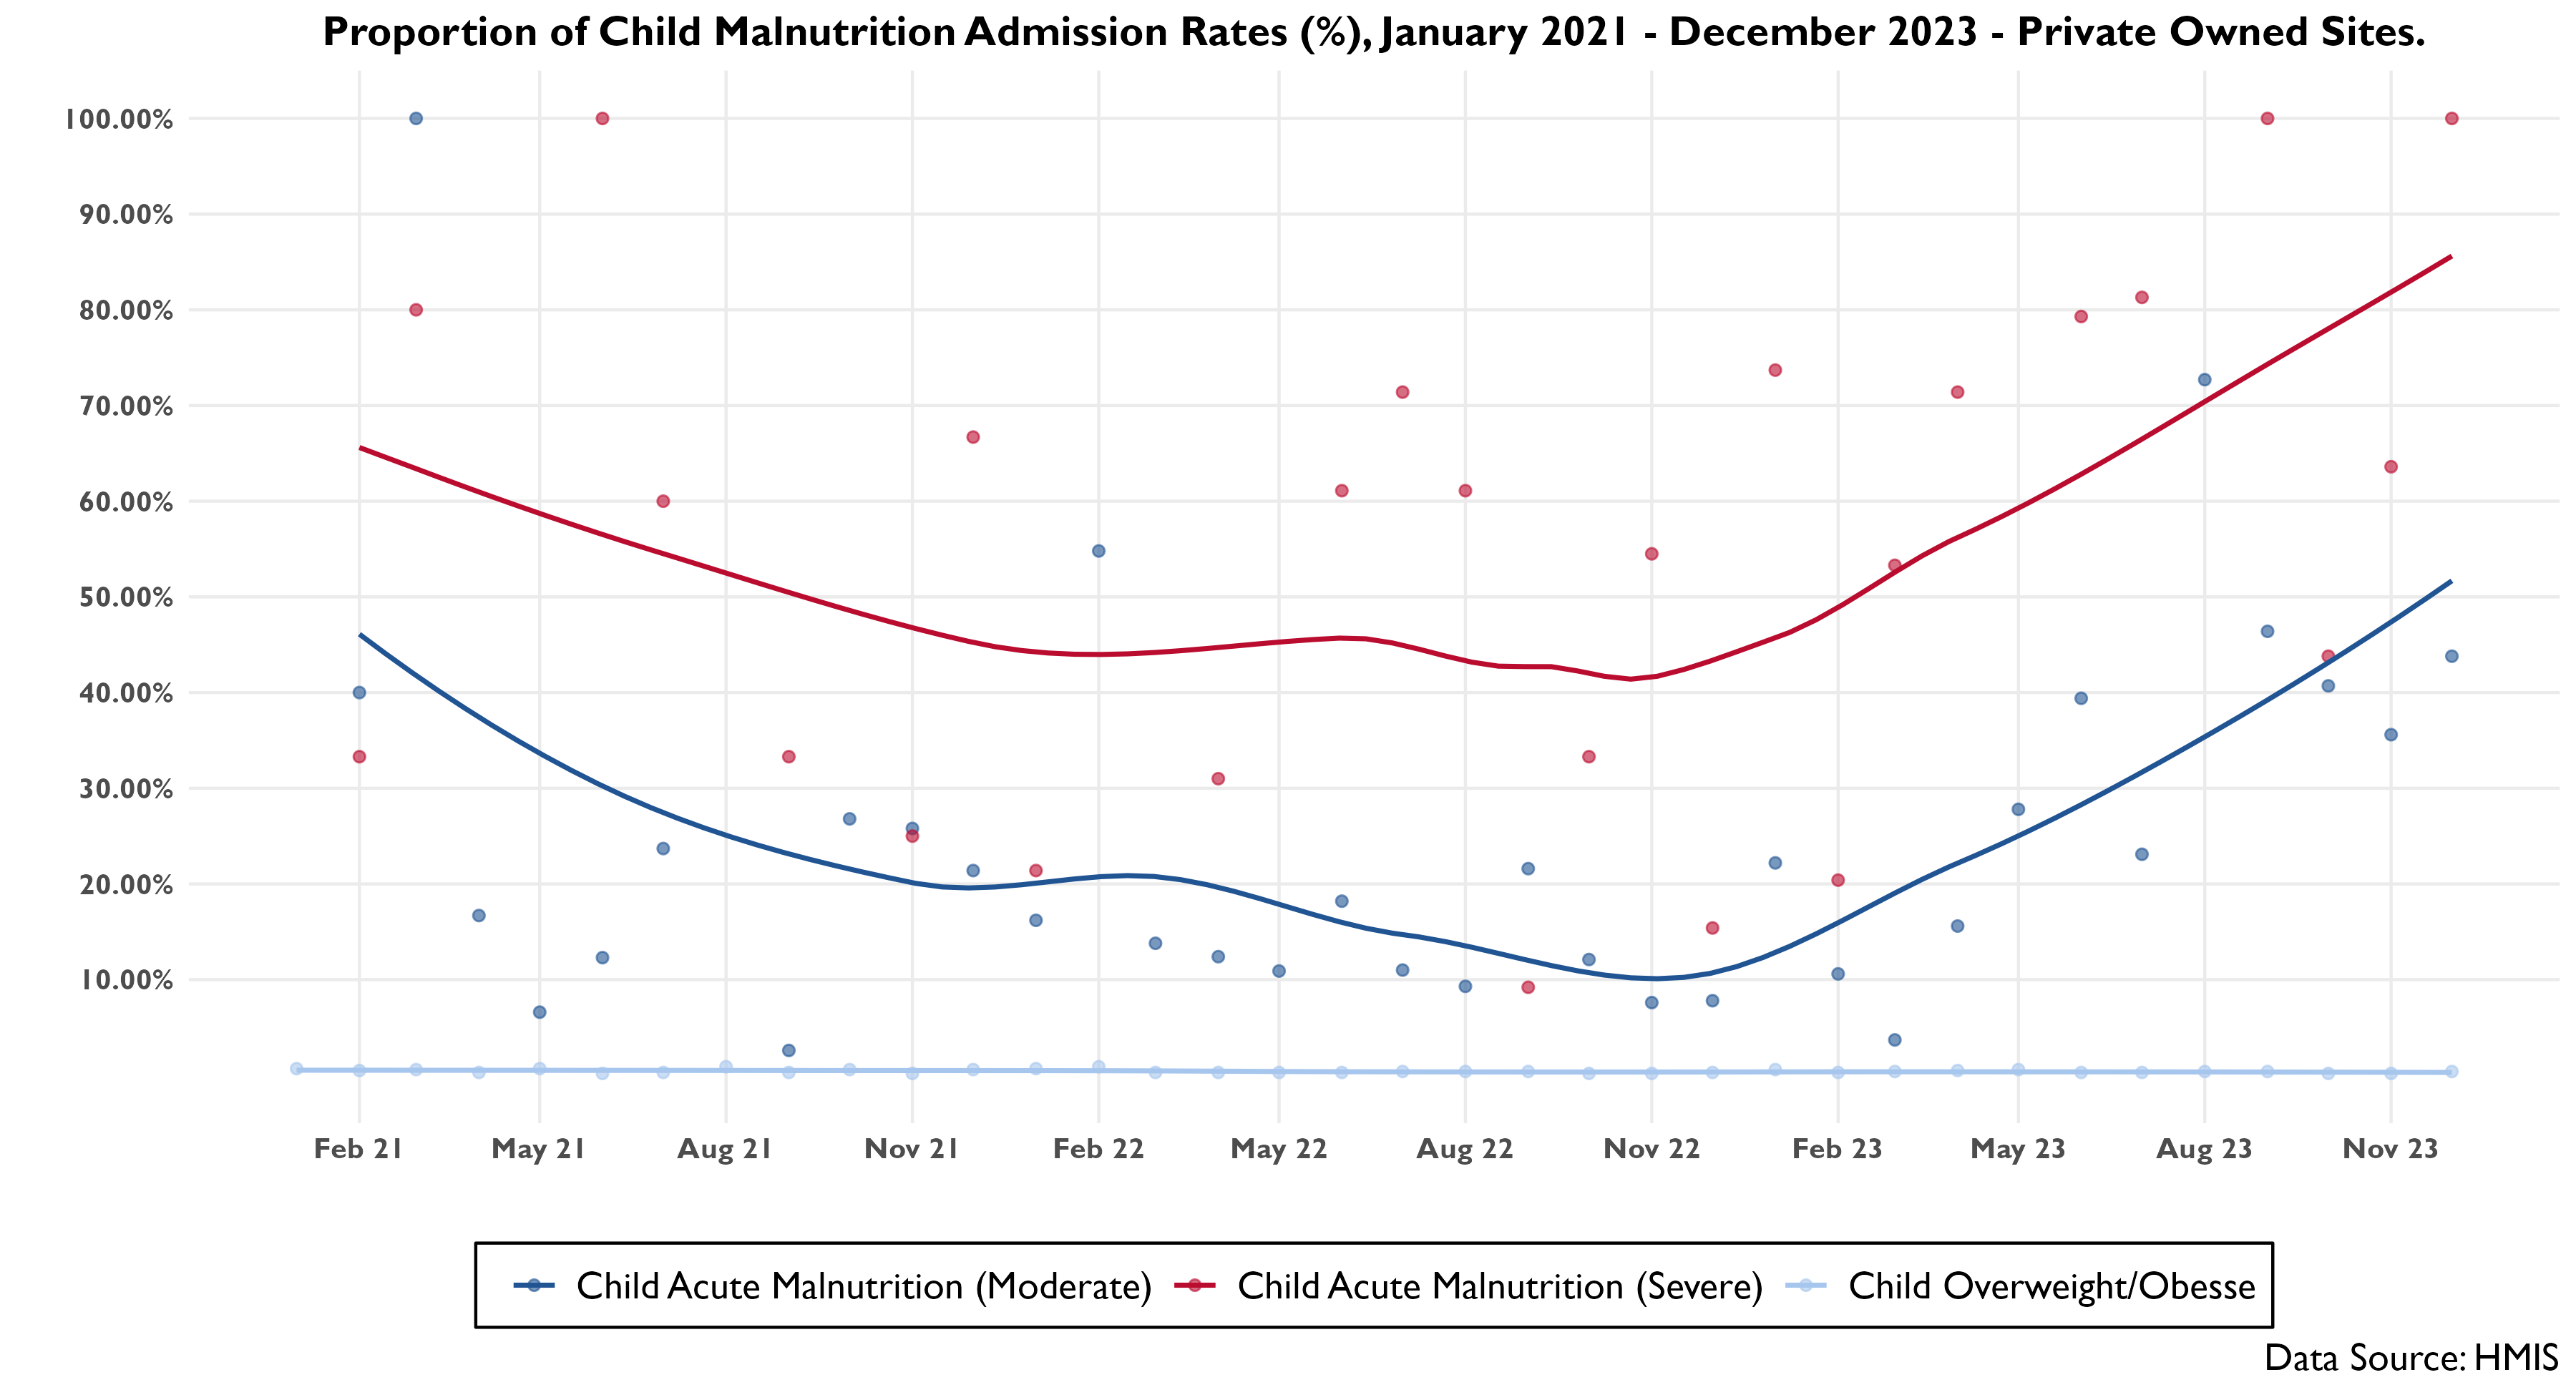 Proportion of Child Malnutrition Admission Rates (%), January 2021 - December 2023 - Private Owned Sites.
100.00%
90.00%
80.00%
70.00%
60.00%
50.00%
40.00%
30.00%
20.00%
10.00%
Feb 21 May 21 Aug 21 Nov 21 Feb 22 May 22 Aug 22 Nov 22 Feb 23 May 23 Aug 23 Nov 23
Child Acute Malnutrition (Moderate) Child Acute Malnutrition (Severe) Child Overweight/Obesse
Data Source: HMIS